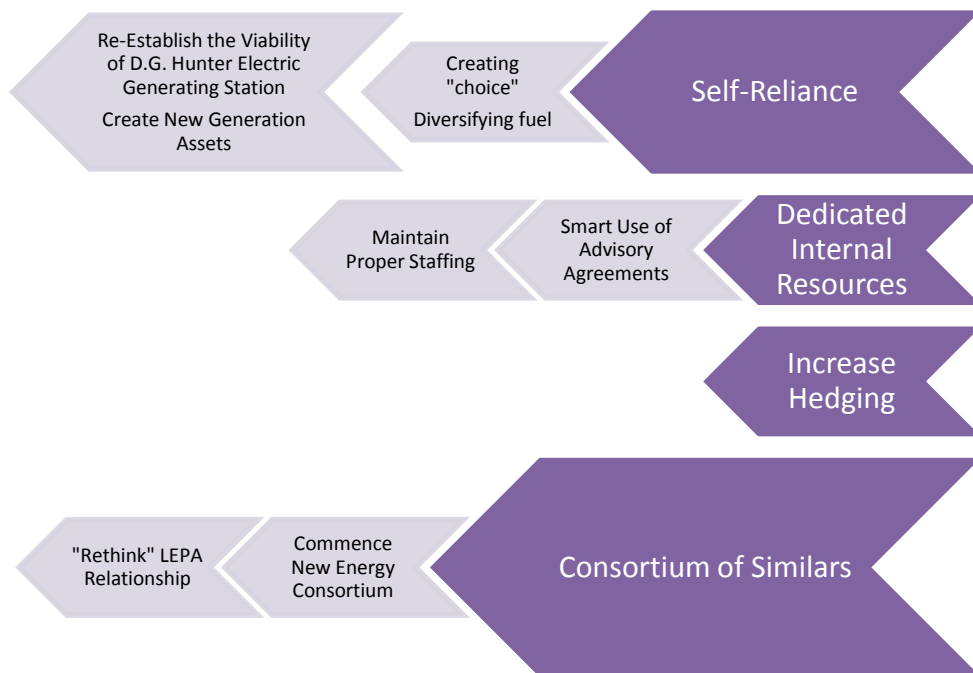 Re-Establish the Viability
of D.G. Hunter Electric
Generating Station
Create New Generation
Assets
Creating
"choice"
Diversifying fuel
Self-Reliance
Maintain
Proper Staffing
Smart Use of
Advisory
Agreements
Dedicated
Internal
Resources
Increase
Hedging
"Rethink" LEPA
Relationship
Commence
New Energy
Consortium
Consortium of Similars